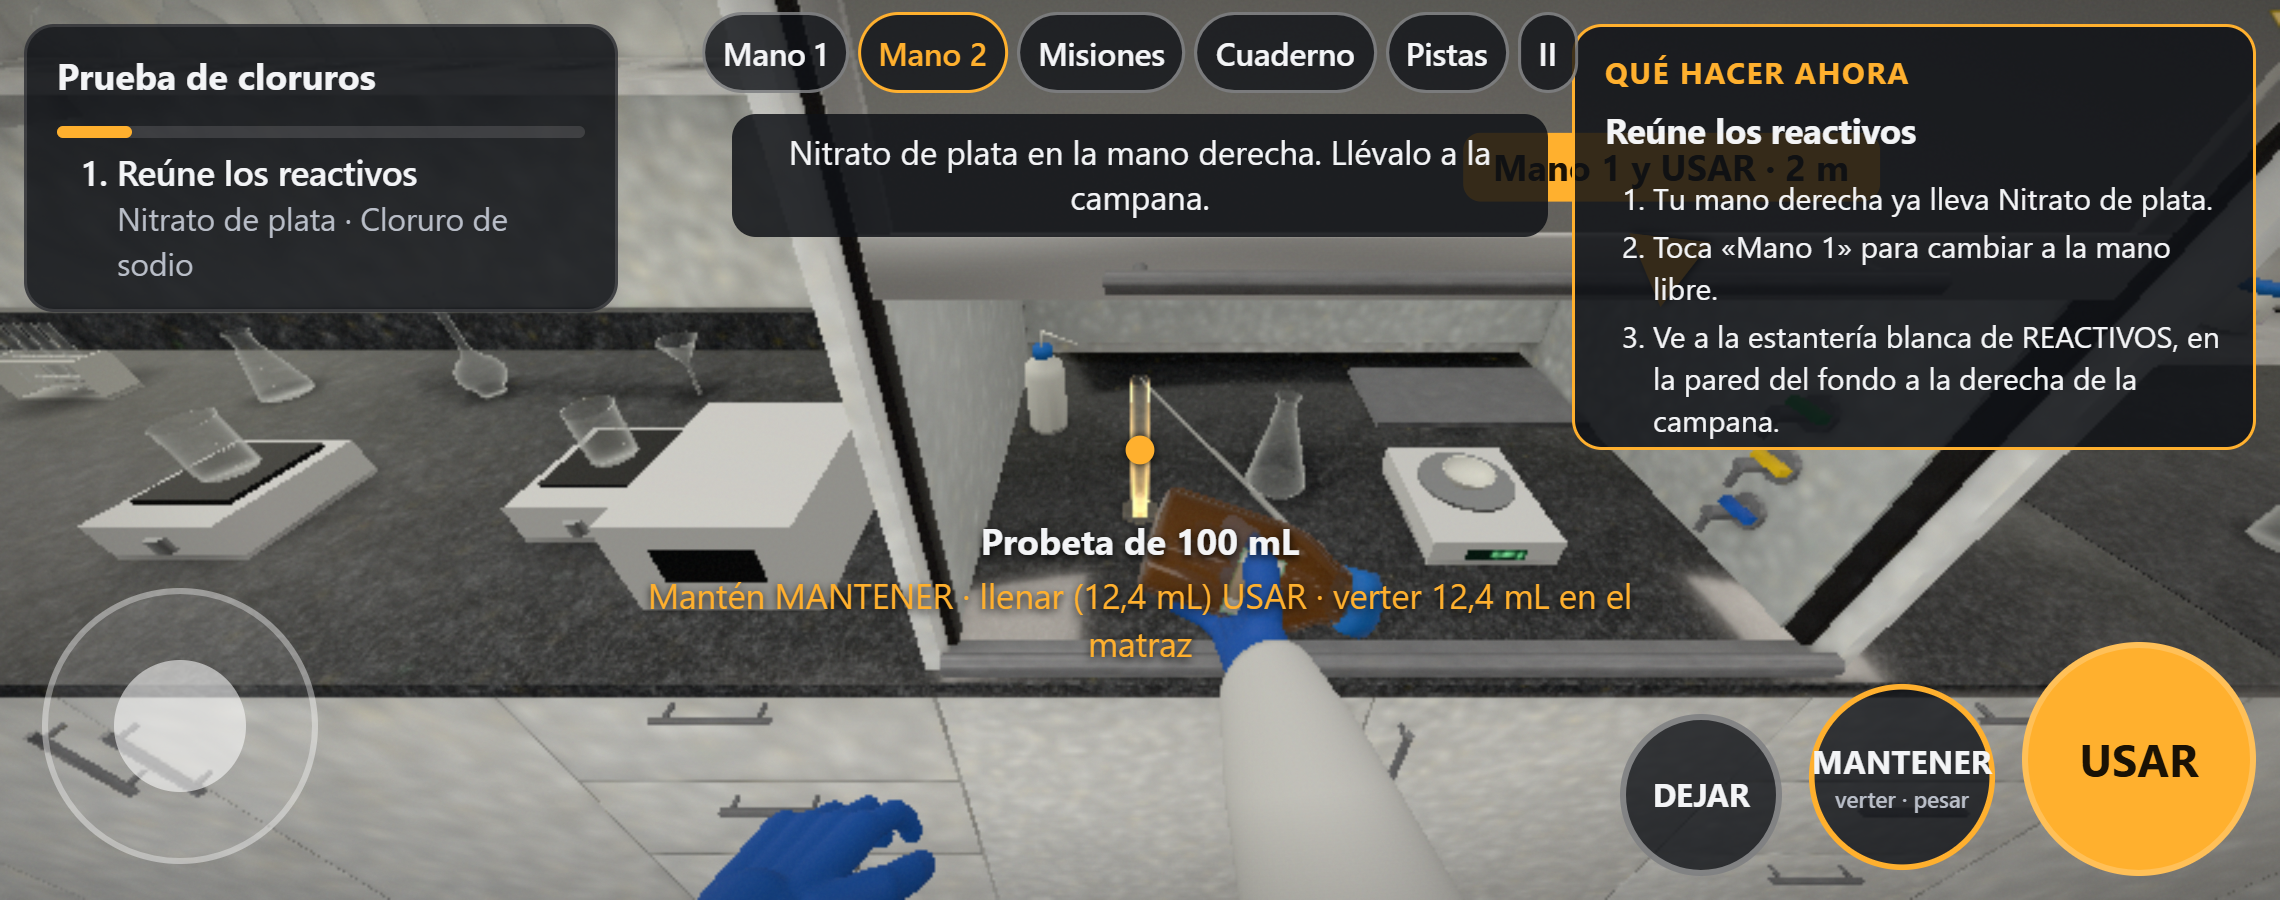 Prueba de cloruros
1. Reúne los reactivos
Nitrato de plata · Cloruro de
sodio
Mano 1
Mano 2
Misiones
Cuaderno
Pistas
II
Nitrato de plata en la mano derecha. Llévalo a la
campana.
Mano 1 y USAR · 2 m
QUÉ HACER AHORA
Reúne los reactivos
1. Tu mano derecha ya lleva Nitrato de plata.
2. Toca «Mano 1» para cambiar a la mano
libre.
3. Ve a la estantería blanca de REACTIVOS, en
la pared del fondo a la derecha de la
campana.
Probeta de 100 mL
Mantén MANTENER · llenar (12,4 mL) USAR · verter 12,4 mL en el
matraz
DEJAR
MANTENER
verter · pesar
USAR